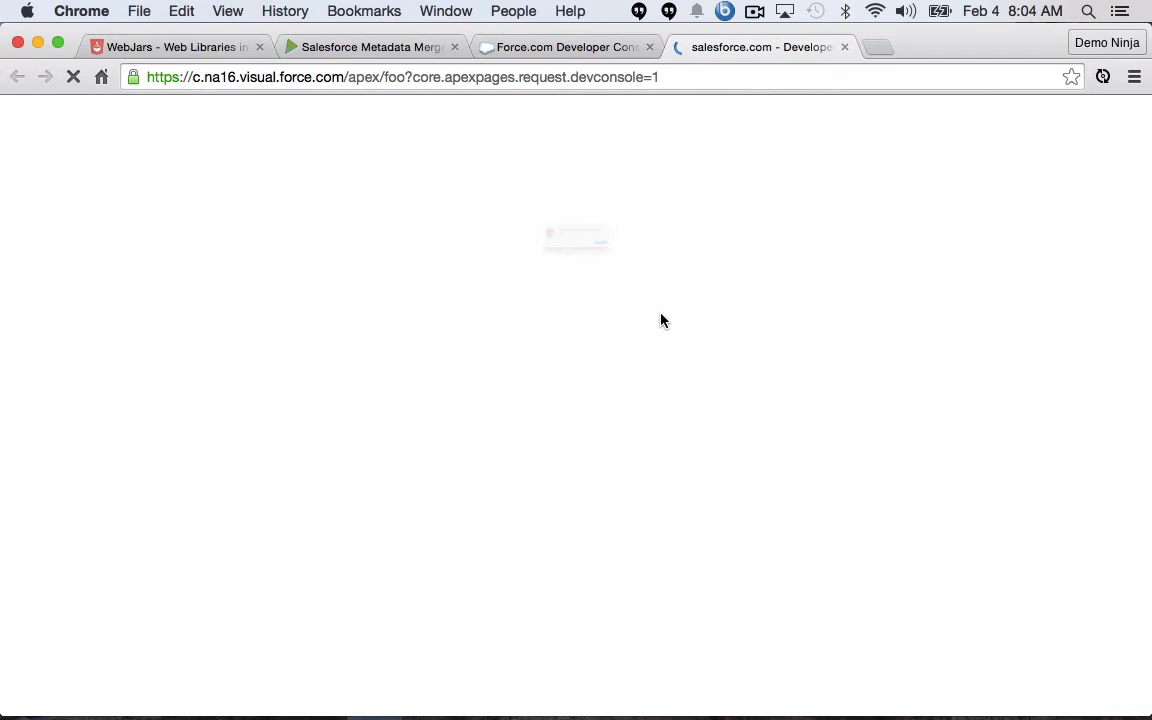 Chrome File Edit View History Bookmarks Window People Help Feb 4 8:04 AM
WebJars - Web Libraries in Salesforce Metadata Merg Force.com Developer Cons salesforce.com - Develope Demo Ninja
https://c.na16.visual.force.com/apex/foo?core.apexpages.request.devconsole=1